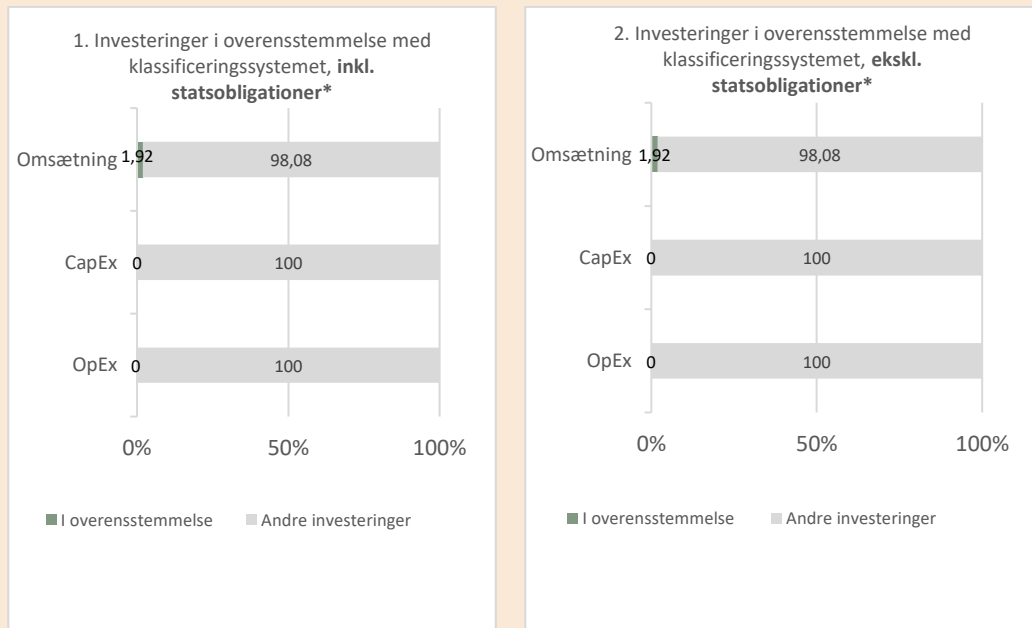 1. Investeringer i overensstemmelse med
klassificeringssystemet, inkl.
statsobligationer*
Omsætning 1,92 98,08
CapEx 0 100
OpEx 0 100
0% 50% 100%
I overensstemmelse Andre investeringer
2. Investeringer i overensstemmelse med
klassificeringssystemet, ekskl.
statsobligationer*
Omsætning 1,92 98,08
CapEx 0 100
OpEx 0 100
0% 50% 100%
I overensstemmelse Andre investeringer